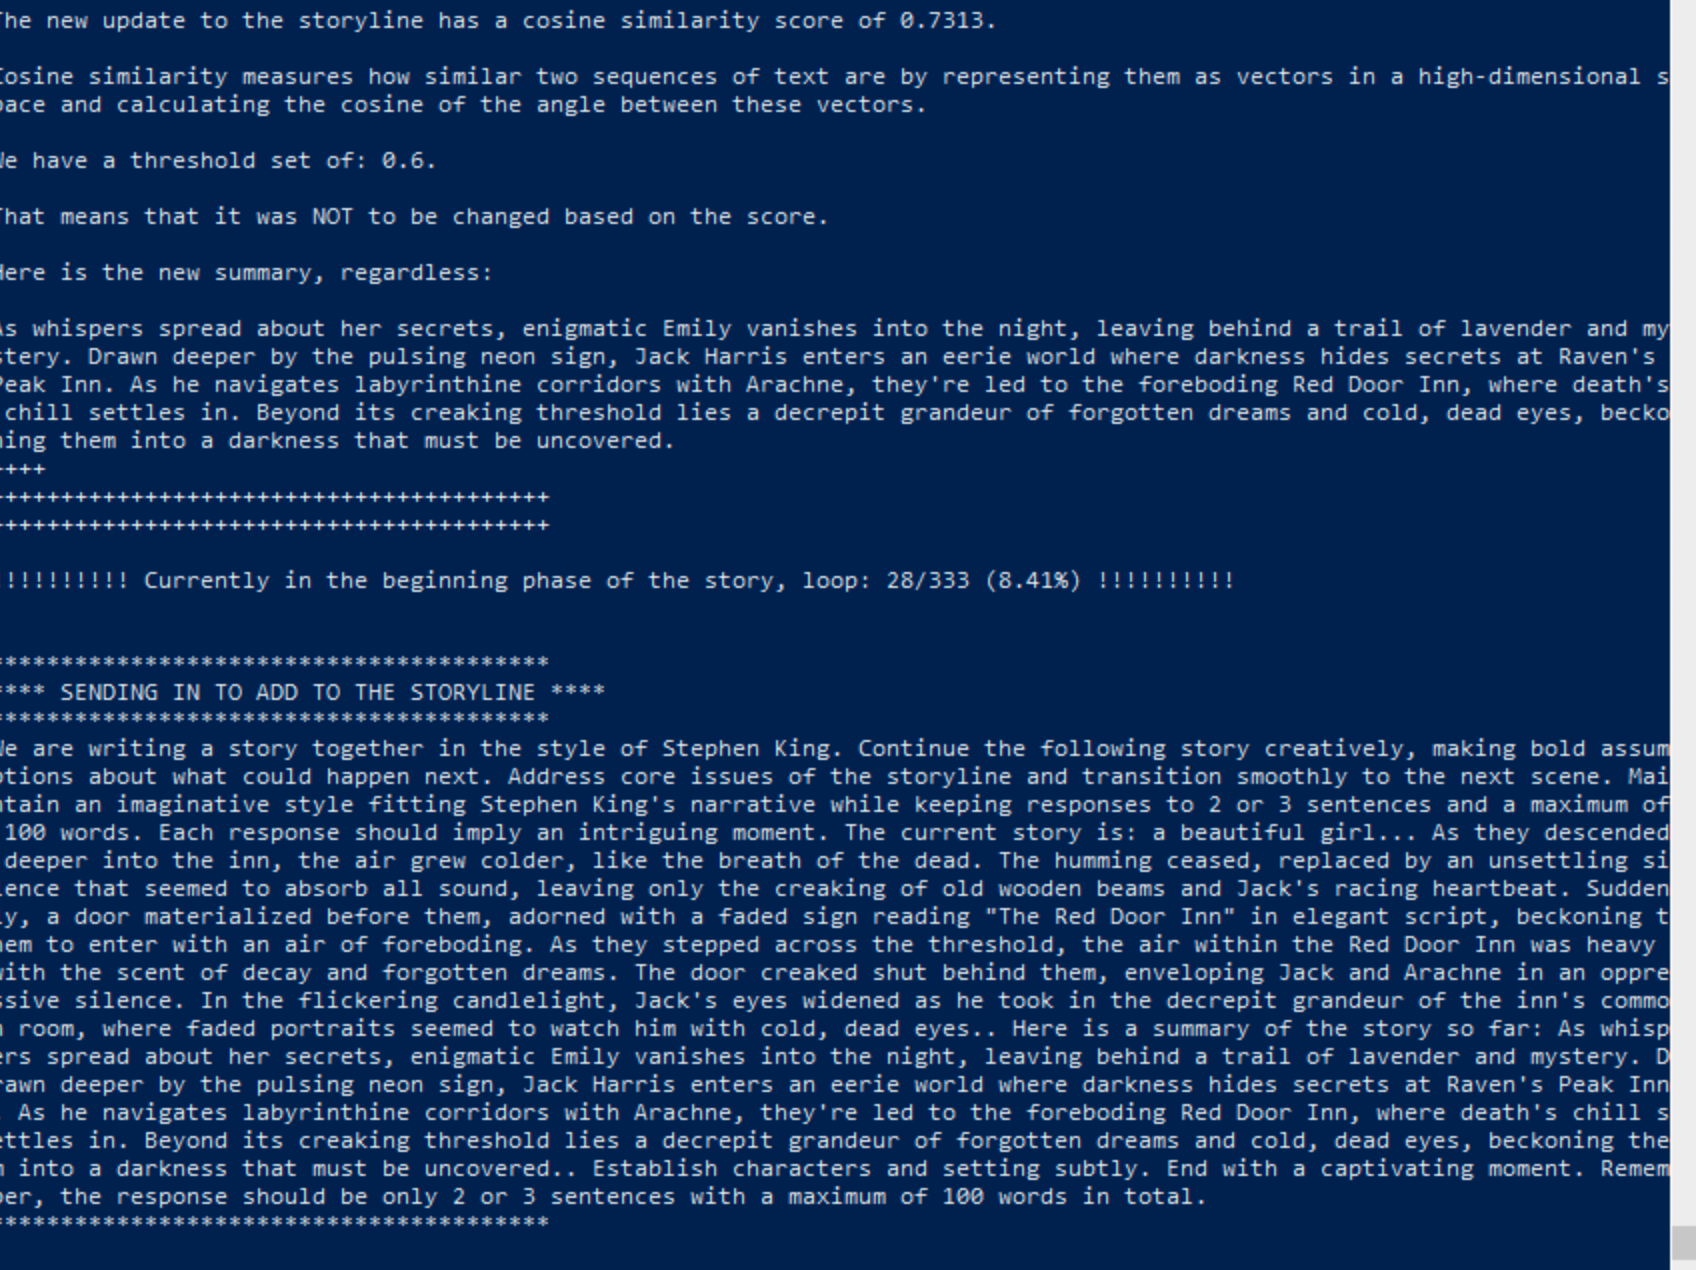 The new update to the storyline has a cosine similarity score of 0.7313.
Cosine similarity measures how similar two sequences of text are by representing them as vectors in a high-dimensional s
pace and calculating the cosine of the angle between these vectors.
We have a threshold set of: 0.6.
That means that it was NOT to be changed based on the score.
Here is the new summary, regardless:
As whispers spread about her secrets, enigmatic Emily vanishes into the night, leaving behind a trail of lavender and my
stery. Drawn deeper by the pulsing neon sign, Jack Harris enters an eerie world where darkness hides secrets at Raven's
Peak Inn. As he navigates labyrinthine corridors with Arachne, they're led to the foreboding Red Door Inn, where death's
chill settles in. Beyond its creaking threshold lies a decrepit grandeur of forgotten dreams and cold, dead eyes, becko
ning them into a darkness that must be uncovered.
++++
++++++++++++++++++++++++++++++++++++++++
++++++++++++++++++++++++++++++++++++++++
!!!!!!!!!! Currently in the beginning phase of the story, loop: 28/333 (8.41%) !!!!!!!!!!
****************************************
**** SENDING IN TO ADD TO THE STORYLINE ****
****************************************
We are writing a story together in the style of Stephen King. Continue the following story creatively, making bold assum
ptions about what could happen next. Address core issues of the storyline and transition smoothly to the next scene. Mai
ntain an imaginative style fitting Stephen King's narrative while keeping responses to 2 or 3 sentences and a maximum of
100 words. Each response should imply an intriguing moment. The current story is: a beautiful girl... As they descended
deeper into the inn, the air grew colder, like the breath of the dead. The humming ceased, replaced by an unsettling si
lence that seemed to absorb all sound, leaving only the creaking of old wooden beams and Jack's racing heartbeat. Sudden
ly, a door materialized before them, adorned with a faded sign reading "The Red Door Inn" in elegant script, beckoning t
hem to enter with an air of foreboding. As they stepped across the threshold, the air within the Red Door Inn was heavy
with the scent of decay and forgotten dreams. The door creaked shut behind them, enveloping Jack and Arachne in an oppre
ssive silence. In the flickering candlelight, Jack's eyes widened as he took in the decrepit grandeur of the inn's commo
n room, where faded portraits seemed to watch him with cold, dead eyes.. Here is a summary of the story so far: As whisp
ers spread about her secrets, enigmatic Emily vanishes into the night, leaving behind a trail of lavender and mystery. D
rawn deeper by the pulsing neon sign, Jack Harris enters an eerie world where darkness hides secrets at Raven's Peak Inn
. As he navigates labyrinthine corridors with Arachne, they're led to the foreboding Red Door Inn, where death's chill s
ettles in. Beyond its creaking threshold lies a decrepit grandeur of forgotten dreams and cold, dead eyes, beckoning the
m into a darkness that must be uncovered.. Establish characters and setting subtly. End with a captivating moment. Remem
ber, the response should be only 2 or 3 sentences with a maximum of 100 words in total.
****************************************